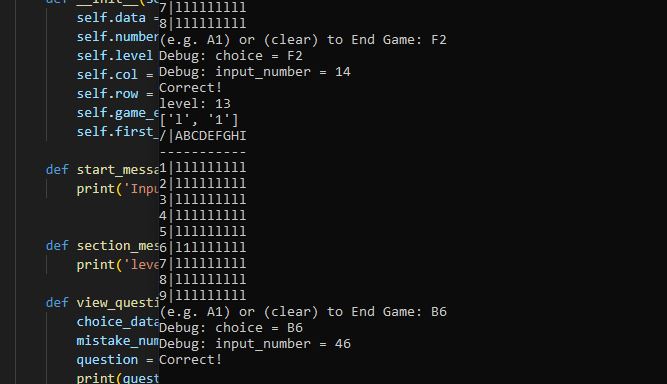 def __init__(se
self.data =
self.number
self.level
self.col =
self.row =
self.game_e
self.first_
def start_messa
print('Inpu
def section_mes
print('leve
def view_questi
choice_data
mistake_num
question =
print(quest
7|lllllllll
8|lllllllll
(e.g. A1) or (clear) to End Game: F2
Debug: choice = F2
Debug: input_number = 14
Correct!
level: 13
['l', '1']
/|ABCDEFGHI
-----------
1|lllllllll
2|lllllllll
3|lllllllll
4|lllllllll
5|lllllllll
6|l1lllllll
7|lllllllll
8|lllllllll
9|lllllllll
(e.g. A1) or (clear) to End Game: B6
Debug: choice = B6
Debug: input_number = 46
Correct!